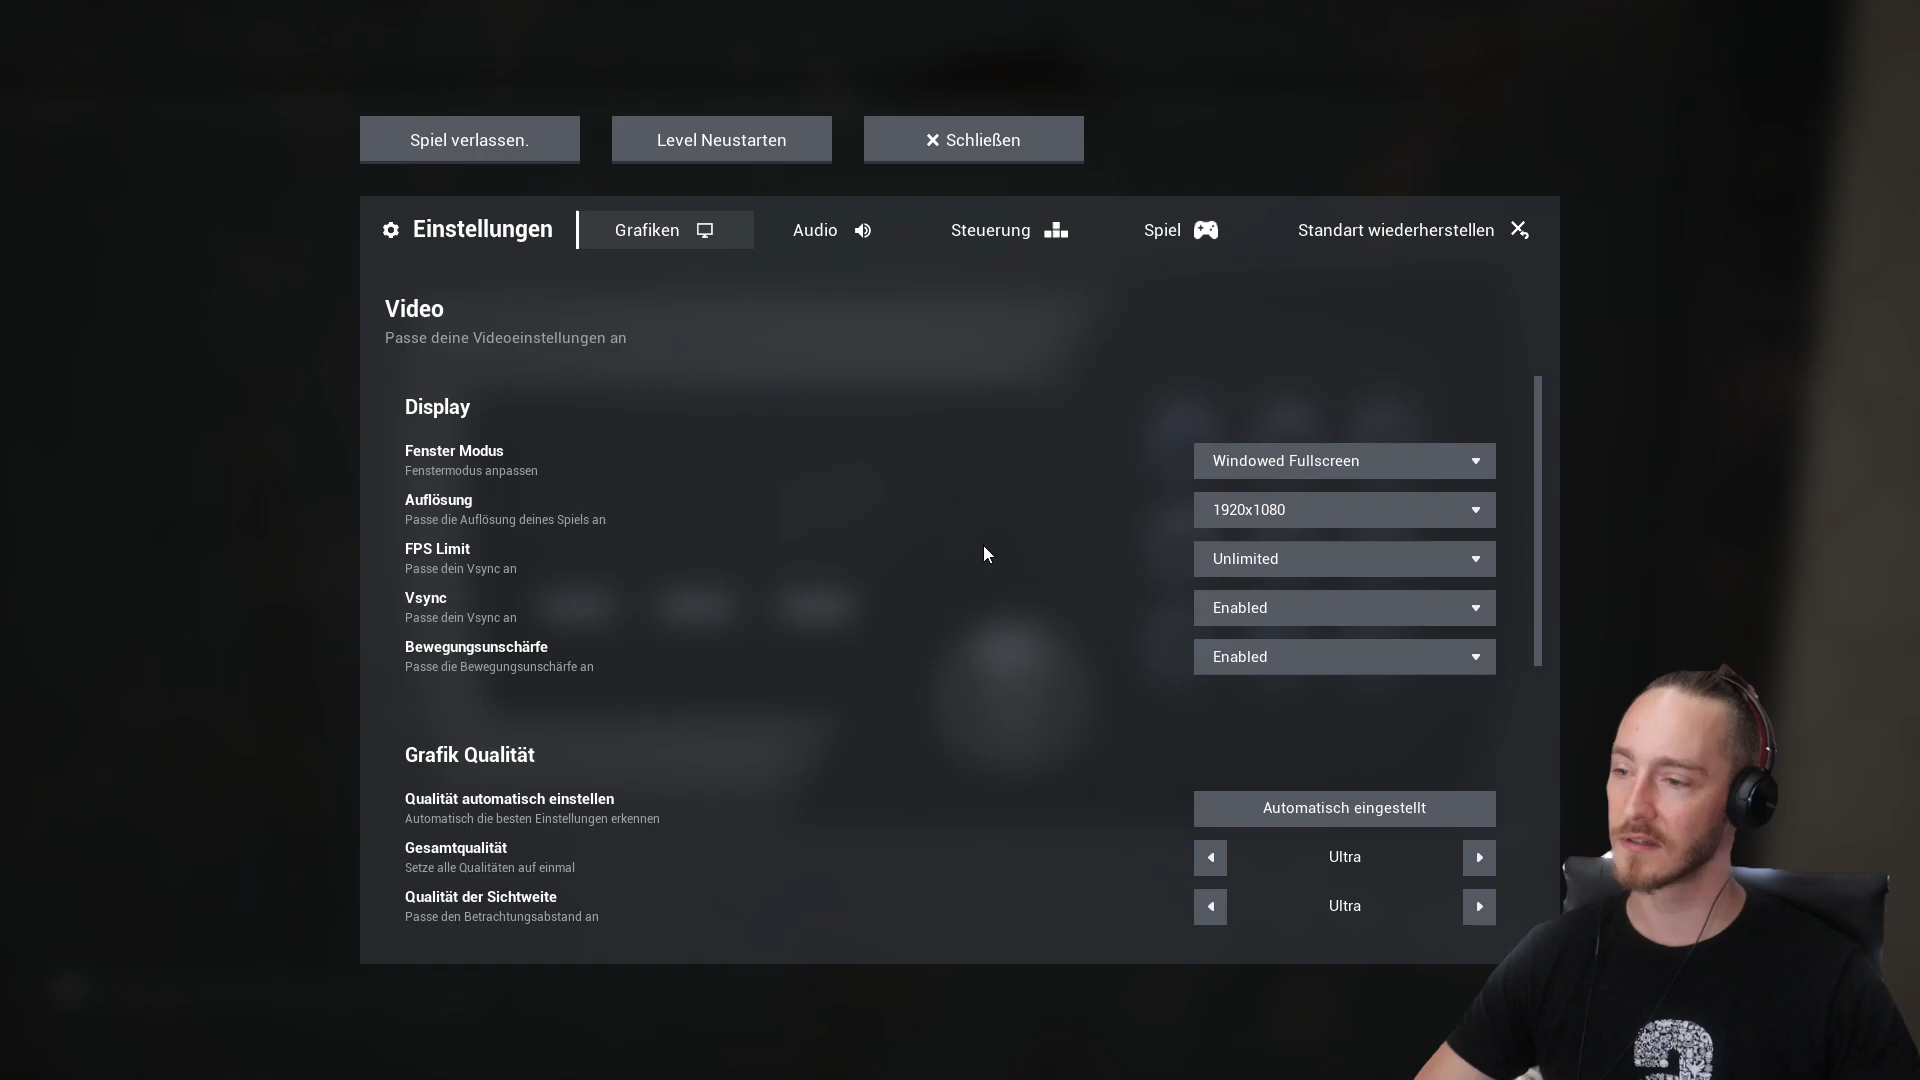 Spiel verlassen.
Level Neustarten
Schließen
Einstellungen
Grafiken
Audio
Steuerung
Spiel
Standart wiederherstellen
Video
Passe deine Videoeinstellungen an
Display
Fenster Modus
Fenstermodus anpassen
Windowed Fullscreen
Auflösung
Passe die Auflösung deines Spiels an
1920x1080
FPS Limit
Passe dein Vsync an
Unlimited
Vsync
Passe dein Vsync an
Enabled
Bewegungsunschärfe
Passe die Bewegungsunschärfe an
Enabled
Grafik Qualität
Qualität automatisch einstellen
Automatisch die besten Einstellungen erkennen
Automatisch eingestellt
Gesamtqualität
Setze alle Qualitäten auf einmal
Ultra
Qualität der Sichtweite
Passe den Betrachtungsabstand an
Ultra